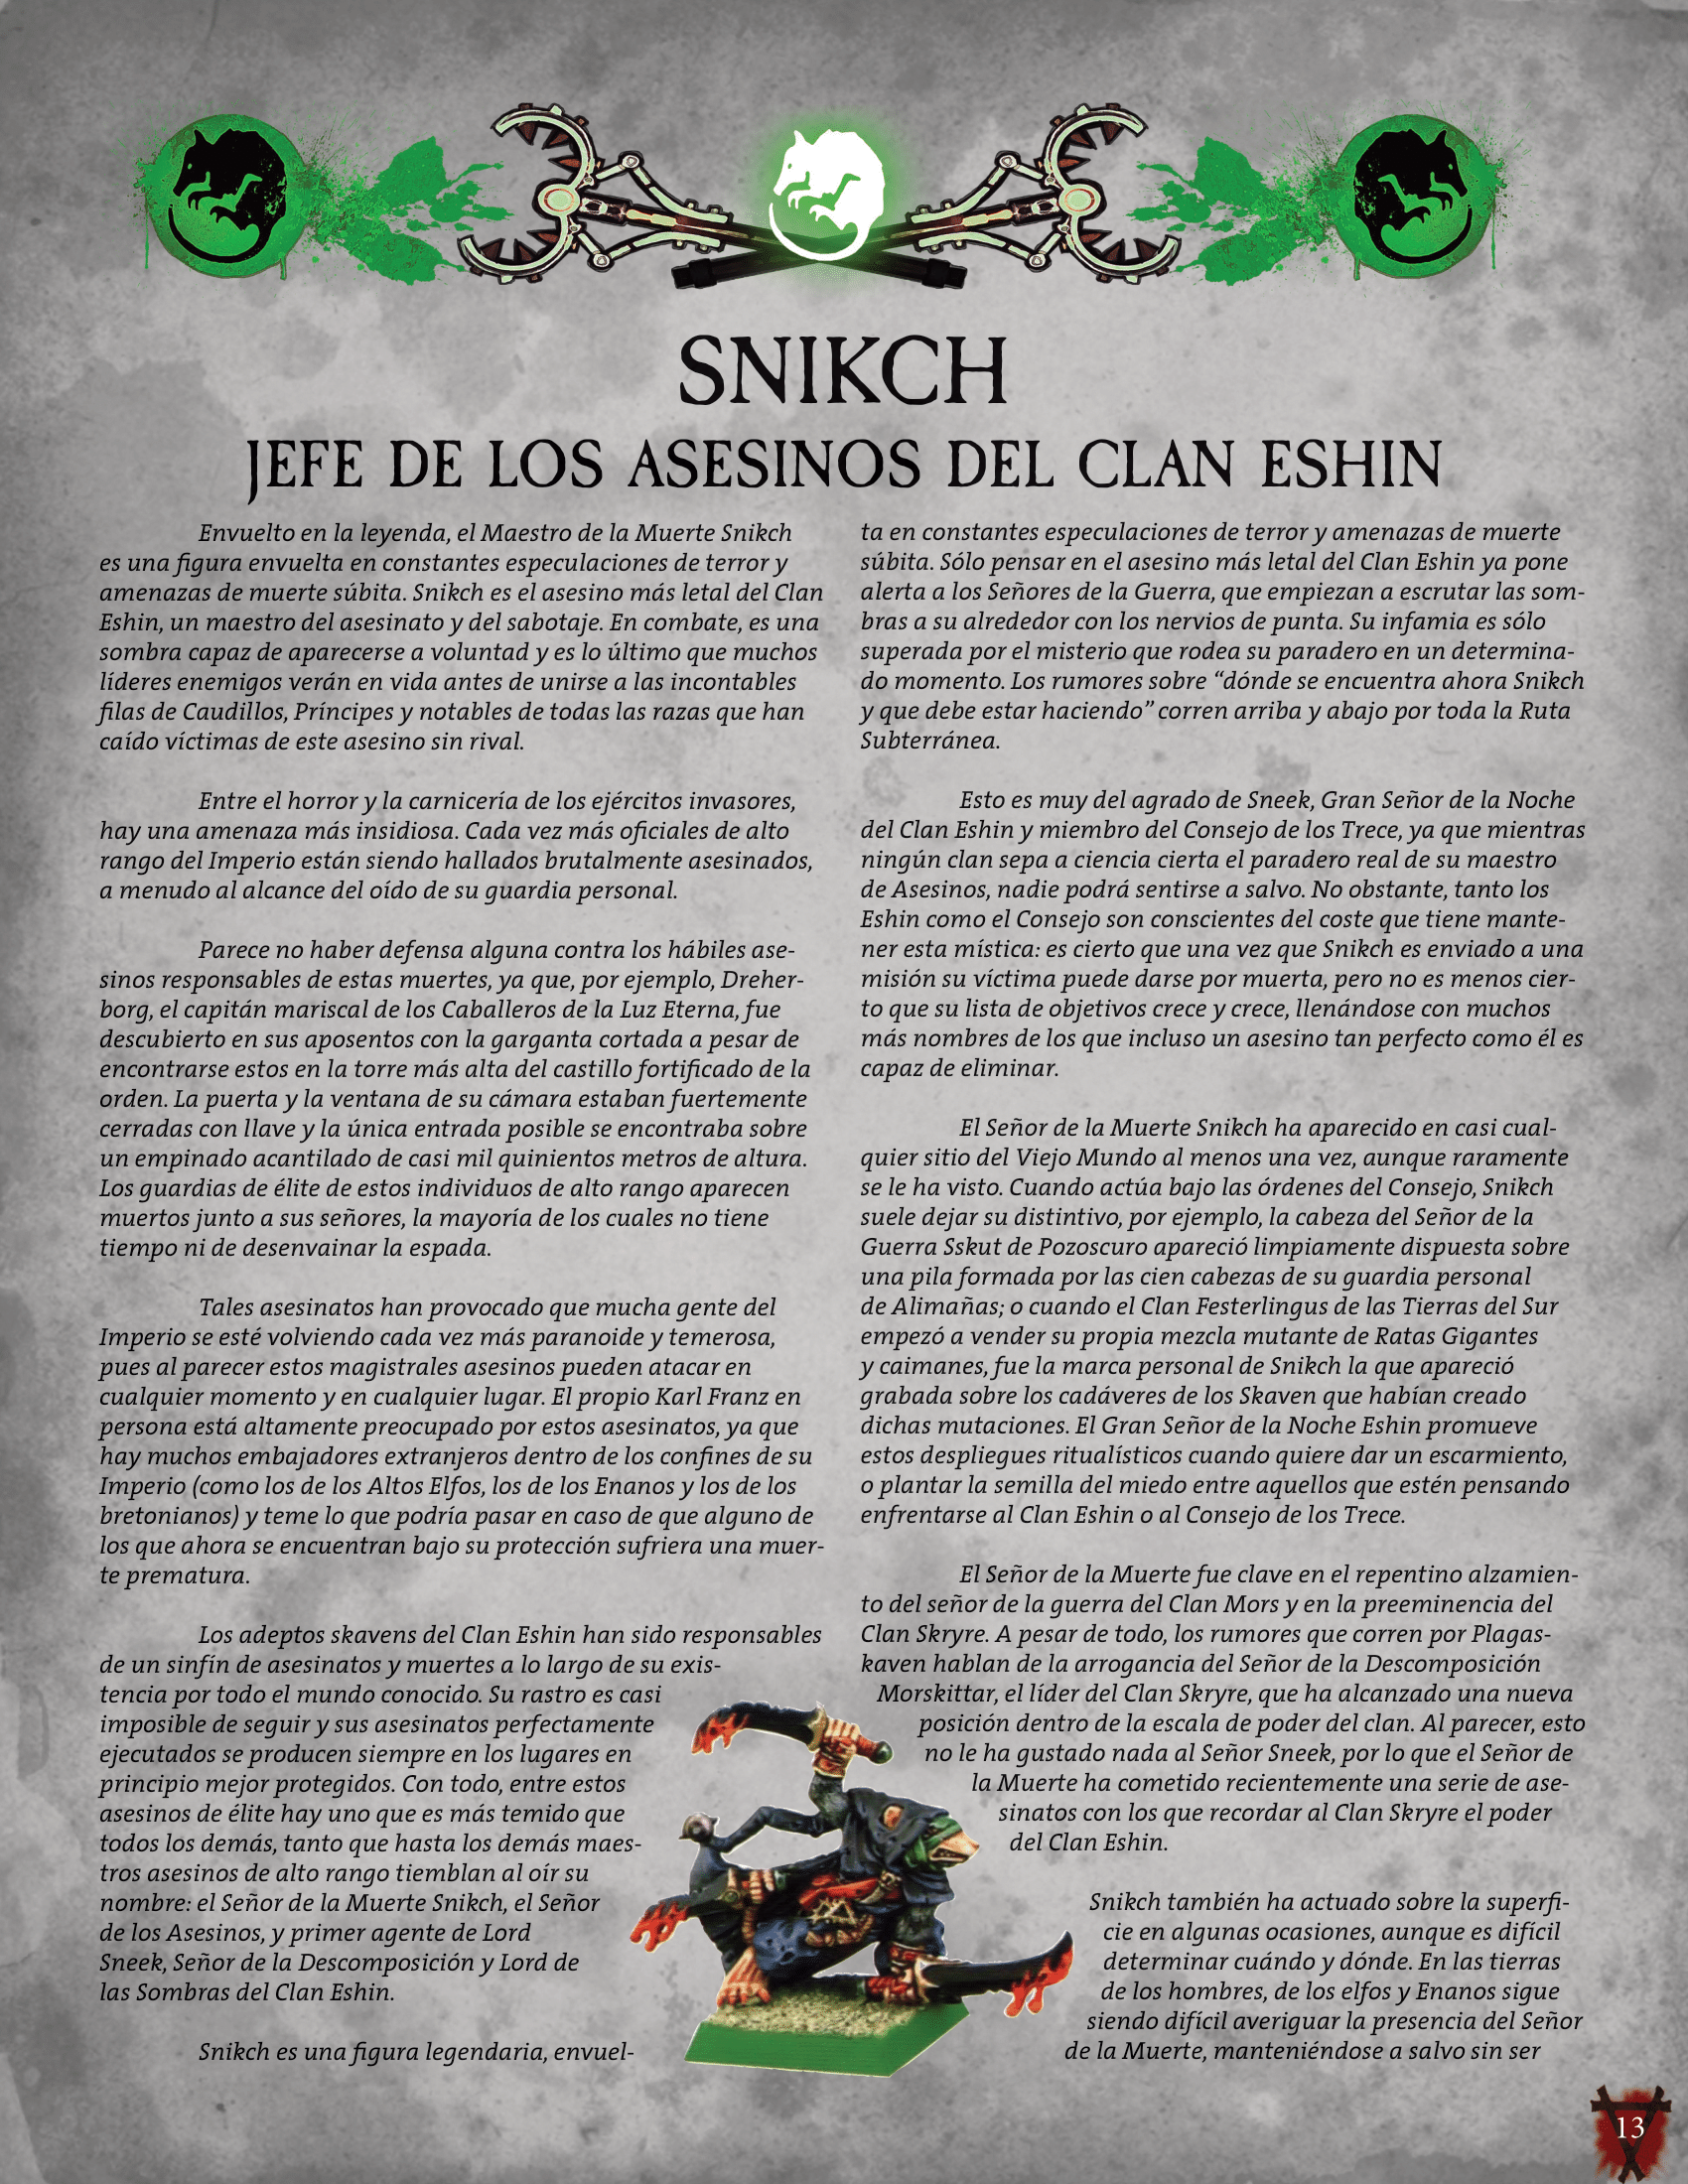 SNIKCH
JEFE DE LOS ASESINOS DEL CLAN ESHIN
Envuelto en la leyenda, el Maestro de la Muerte Snikch
es una figura envuelta en constantes especulaciones de terror y
amenazas de muerte súbita. Snikch es el asesino más letal del Clan
Eshin, un maestro del asesinato y del sabotaje. En combate, es una
sombra capaz de aparecerse a voluntad y es lo último que muchos
líderes enemigos verán en vida antes de unirse a las incontables
filas de Caudillos, Príncipes y notables de todas las razas que han
caído víctimas de este asesino sin rival.
Entre el horror y la carnicería de los ejércitos invasores,
hay una amenaza más insidiosa. Cada vez más oficiales de alto
rango del Imperio están siendo hallados brutalmente asesinados,
a menudo al alcance del oído de su guardia personal.
Parece no haber defensa alguna contra los hábiles ase-
sinos responsables de estas muertes, ya que, por ejemplo, Dreher-
borg, el capitán mariscal de los Caballeros de la Luz Eterna, fue
descubierto en sus aposentos con la garganta cortada a pesar de
encontrarse estos en la torre más alta del castillo fortificado de la
orden. La puerta y la ventana de su cámara estaban fuertemente
cerradas con llave y la única entrada posible se encontraba sobre
un empinado acantilado de casi mil quinientos metros de altura.
Los guardias de élite de estos individuos de alto rango aparecen
muertos junto a sus señores, la mayoría de los cuales no tiene
tiempo ni de desenvainar la espada.
Tales asesinatos han provocado que mucha gente del
Imperio se esté volviendo cada vez más paranoide y temerosa,
pues al parecer estos magistrales asesinos pueden atacar en
cualquier momento y en cualquier lugar. El propio Karl Franz en
persona está altamente preocupado por estos asesinatos, ya que
hay muchos embajadores extranjeros dentro de los confines de su
Imperio (como los de los Altos Elfos, los de los Enanos y los de los
bretonianos) y teme lo que podría pasar en caso de que alguno de
los que ahora se encuentran bajo su protección sufriera una muer-
te prematura.
Los adeptos skavens del Clan Eshin han sido responsables
de un sinfín de asesinatos y muertes a lo largo de su exis-
tencia por todo el mundo conocido. Su rastro es casi
imposible de seguir y sus asesinatos perfectamente
ejecutados se producen siempre en los lugares en
principio mejor protegidos. Con todo, entre estos
asesinos de élite hay uno que es más temido que
todos los demás, tanto que hasta los demás maes-
tros asesinos de alto rango tiemblan al oír su
nombre: el Señor de la Muerte Snikch, el Señor
de los Asesinos, y primer agente de Lord
Sneek, Señor de la Descomposición y Lord de
las Sombras del Clan Eshin.
Snikch es una figura legendaria, envuel-
ta en constantes especulaciones de terror y amenazas de muerte
súbita. Sólo pensar en el asesino más letal del Clan Eshin ya pone
alerta a los Señores de la Guerra, que empiezan a escrutar las som-
bras a su alrededor con los nervios de punta. Su infamia es sólo
superada por el misterio que rodea su paradero en un determina-
do momento. Los rumores sobre “dónde se encuentra ahora Snikch
y que debe estar haciendo” corren arriba y abajo por toda la Ruta
Subterránea.
Esto es muy del agrado de Sneek, Gran Señor de la Noche
del Clan Eshin y miembro del Consejo de los Trece, ya que mientras
ningún clan sepa a ciencia cierta el paradero real de su maestro
de Asesinos, nadie podrá sentirse a salvo. No obstante, tanto los
Eshin como el Consejo son conscientes del coste que tiene mante-
ner esta mística: es cierto que una vez que Snikch es enviado a una
misión su víctima puede darse por muerta, pero no es menos cier-
to que su lista de objetivos crece y crece, llenándose con muchos
más nombres de los que incluso un asesino tan perfecto como él es
capaz de eliminar.
El Señor de la Muerte Snikch ha aparecido en casi cual-
quier sitio del Viejo Mundo al menos una vez, aunque raramente
se le ha visto. Cuando actúa bajo las órdenes del Consejo, Snikch
suele dejar su distintivo, por ejemplo, la cabeza del Señor de la
Guerra Sskut de Pozoscuro apareció limpiamente dispuesta sobre
una pila formada por las cien cabezas de su guardia personal
de Alimañas; o cuando el Clan Festerlingus de las Tierras del Sur
empezó a vender su propia mezcla mutante de Ratas Gigantes
y caimanes, fue la marca personal de Snikch la que apareció
grabada sobre los cadáveres de los Skaven que habían creado
dichas mutaciones. El Gran Señor de la Noche Eshin promueve
estos despliegues ritualísticos cuando quiere dar un escarmiento,
o plantar la semilla del miedo entre aquellos que estén pensando
enfrentarse al Clan Eshin o al Consejo de los Trece.
El Señor de la Muerte fue clave en el repentino alzamien-
to del señor de la guerra del Clan Mors y en la preeminencia del
Clan Skryre. A pesar de todo, los rumores que corren por Plagas-
kaven hablan de la arrogancia del Señor de la Descomposición
Morskittar, el líder del Clan Skryre, que ha alcanzado una nueva
posición dentro de la escala de poder del clan. Al parecer, esto
no le ha gustado nada al Señor Sneek, por lo que el Señor de
la Muerte ha cometido recientemente una serie de ase-
sinatos con los que recordar al Clan Skryre el poder
del Clan Eshin.
Snikch también ha actuado sobre la superfi-
cie en algunas ocasiones, aunque es difícil
determinar cuándo y dónde. En las tierras
de los hombres, de los elfos y Enanos sigue
siendo difícil averiguar la presencia del Señor
de la Muerte, manteniéndose a salvo sin ser
13